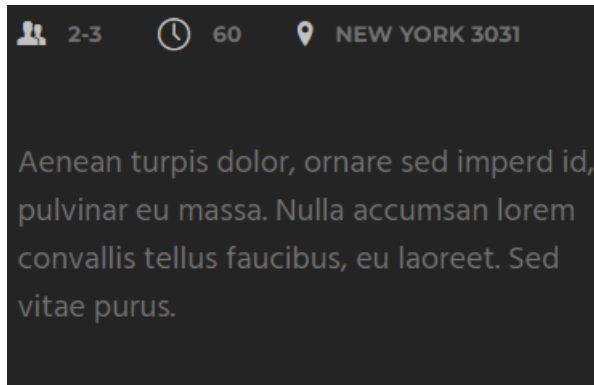 2-3 60 NEW YORK 3031
Aenean turpis dolor, ornare sed imperd id,
pulvinar eu massa. Nulla accumsan lorem
convallis tellus faucibus, eu laoreet. Sed
vitae purus.